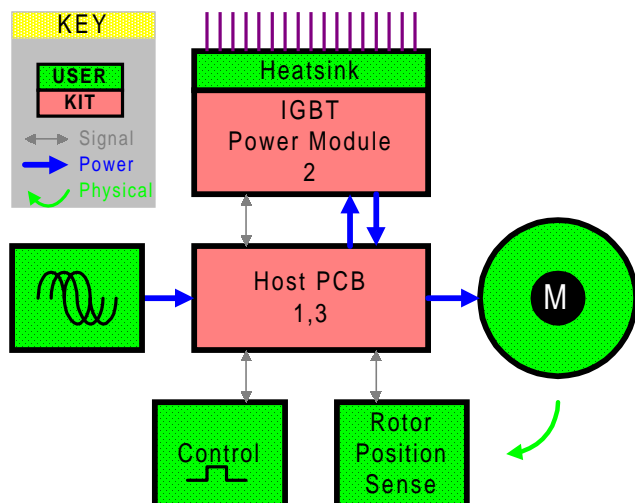 KEY
USER
KIT
Signal
Power
Physical
Heatsink
IGBT
Power Module
2
Host PCB
1,3
M
Control
Rotor
Position
Sense